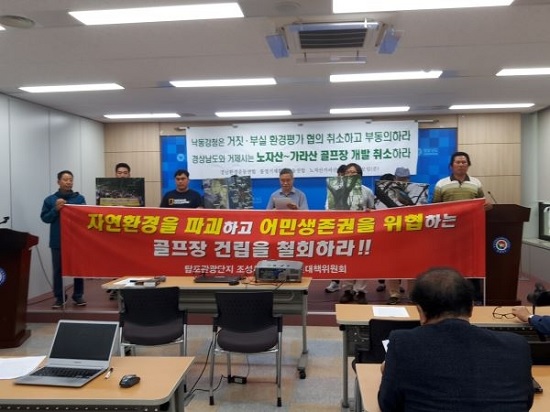 낙동강청은 거짓·부실 환경평가 협의 취소하고 부동의하라
경상남도와 거제시는 노자산~가라산 골프장 개발 취소하라
자연환경을 파괴하고 어민생존권을 위협하는
골프장 건립을 철회하라!!
탑포관광단지 대책위원회